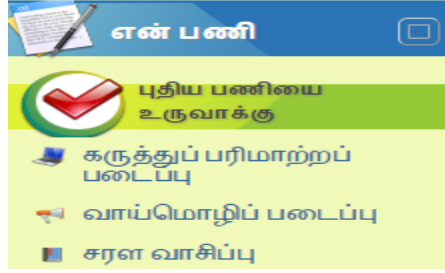 என் பணி
புதிய பணியை
உருவாக்கு
கருத்துப் பரிமாற்றப்
படைப்பு
வாய்மொழிப் படைப்பு
சரள வாசிப்பு